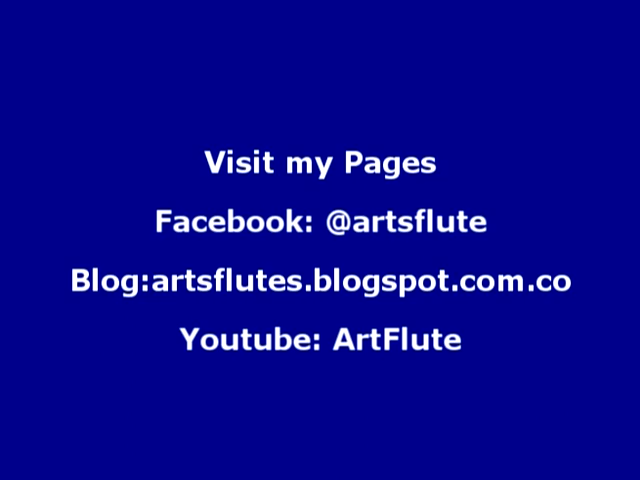 Visit my Pages
Facebook: @artsflute
Blog:artsflutes.blogspot.com.co
Youtube: ArtFlute